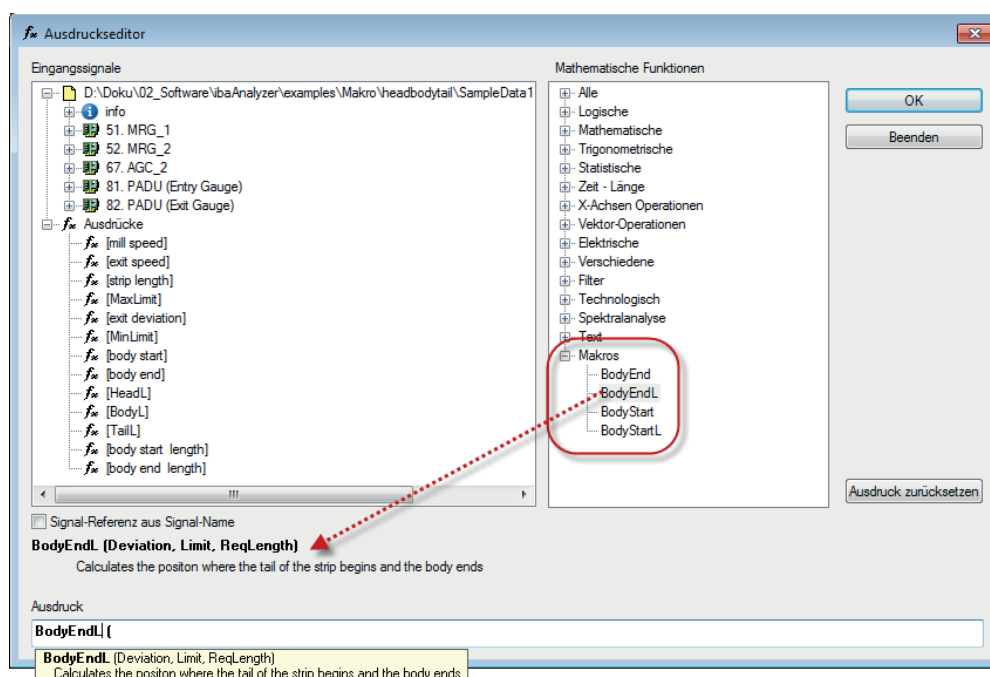 Ausdruckseditor
Eingangssignale
D:\Doku\02_Software\ibaAnalyzer\examples\Makro\headbodytail\SampleData1
info
51. MRG_1
52. MRG_2
67. AGC_2
81. PADU (Entry Gauge)
82. PADU (Exit Gauge)
Ausdrücke
[mill speed]
[exit speed]
[strip length]
[MaxLimit]
[exit deviation]
[MinLimit]
[body start]
[body end]
[HeadL]
[BodyL]
[TailL]
[body start length]
[body end length]
Mathematische Funktionen
Alle
Logische
Mathematische
Trigonometrische
Statistische
Zeit - Länge
X-Achsen Operationen
Vektor-Operationen
Elektrische
Verschiedene
Filter
Technologisch
Spektralanalyse
Text
Makros
BodyEnd
BodyEndL
BodyStart
BodyStartL
OK
Beenden
Ausdruck zurücksetzen
Signal-Referenz aus Signal-Name
BodyEndL (Deviation, Limit, ReqLength)
Calculates the positon where the tail of the strip begins and the body ends
Ausdruck
BodyEndL (
BodyEndL (Deviation, Limit, ReqLength)
Calculates the positon where the tail of the strip begins and the body ends